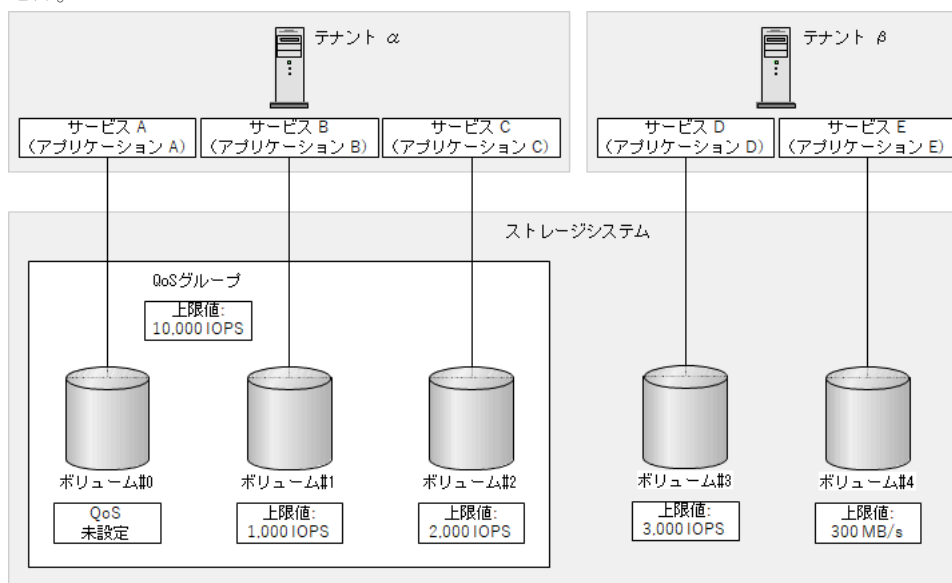 テナント α
テナント β
サービス A
(アプリケーション A)
サービス B
(アプリケーション B)
サービス C
(アプリケーション C)
サービス D
(アプリケーション D)
サービス E
(アプリケーション E)
ストレージシステム
QoSグループ
上限値:
10,000 IOPS
ボリューム#0
ボリューム#1
ボリューム#2
ボリューム#3
ボリューム#4
QoS
未設定
上限値:
1,000 IOPS
上限値:
2,000 IOPS
上限値:
3,000 IOPS
上限値:
300 MB/s